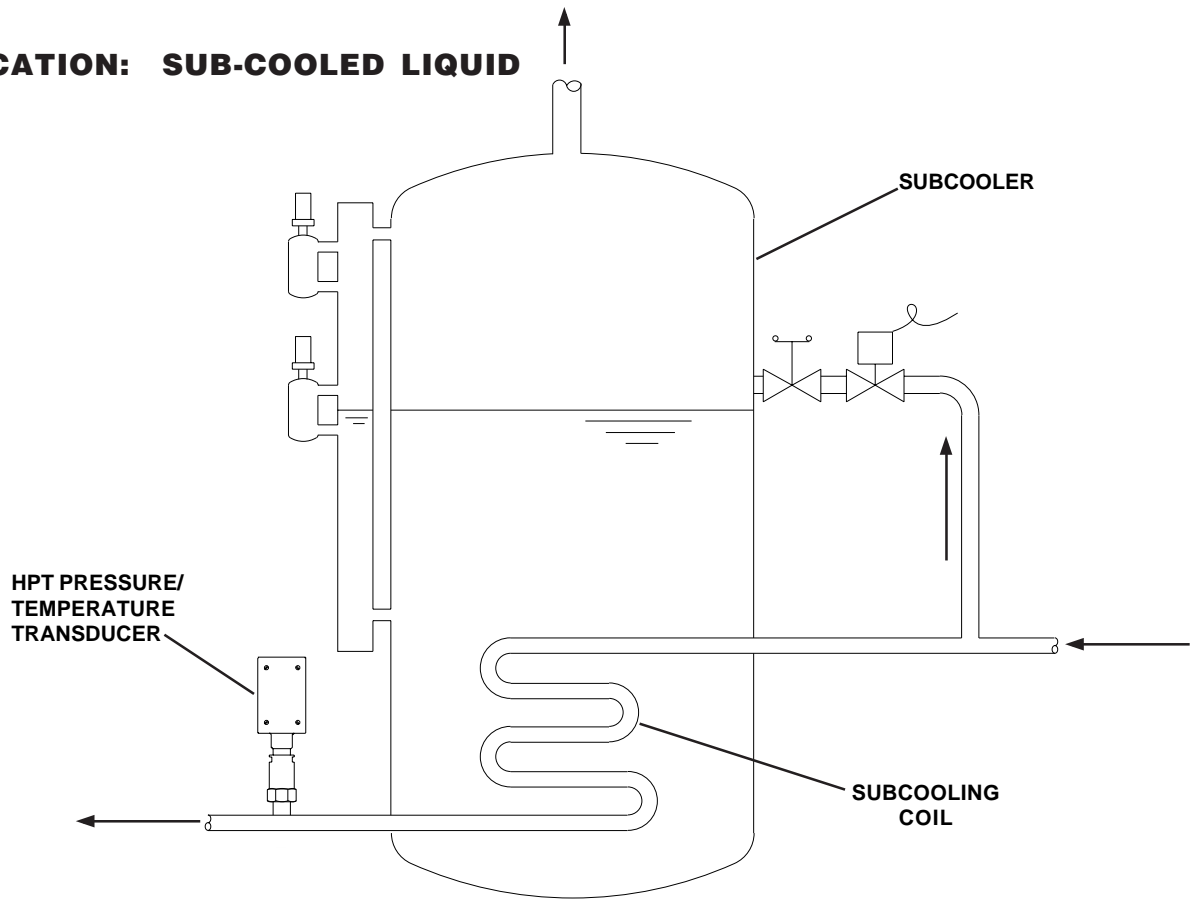 CATION: SUB-COOLED LIQUID
SUBCOOLER
HPT PRESSURE/
TEMPERATURE
TRANSDUCER
SUBCOOLING
COIL